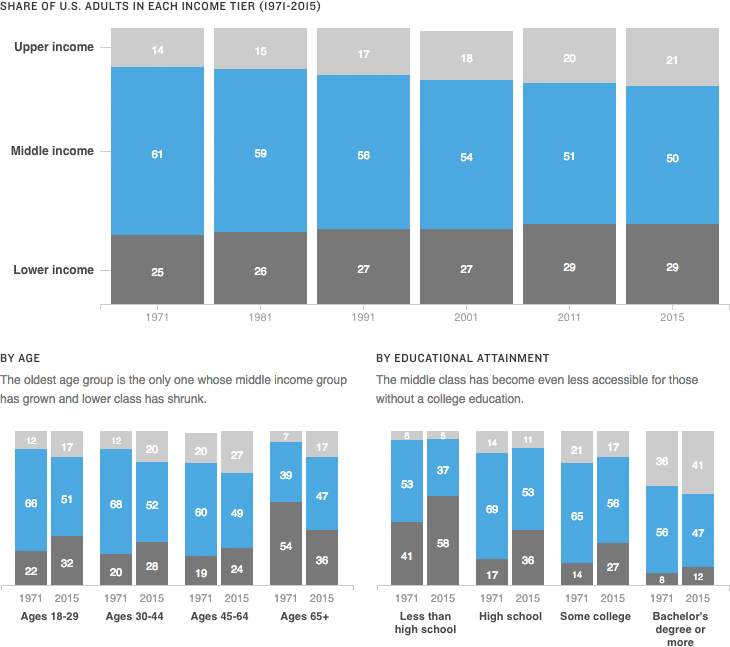 SHARE OF U.S. ADULTS IN EACH INCOME TIER (1971-2015)
Upper income
14 15 17 18 20 21
Middle income
61 59 56 54 51 50
Lower income
25 26 27 27 29 29
1971 1981 1991 2001 2011 2015
BY AGE
The oldest age group is the only one whose middle income group
has grown and lower class has shrunk.
12 17 12 20 20 27 7 17
66 51 68 52 60 49 39 47
22 32 20 28 19 24 54 36
1971 2015 1971 2015 1971 2015 1971 2015
Ages 18-29 Ages 30-44 Ages 45-64 Ages 65+
BY EDUCATIONAL ATTAINMENT
The middle class has become even less accessible for those
without a college education.
6 5 14 11 21 17 36 41
53 37 69 53 65 56 56 47
41 58 17 36 14 27 8 12
1971 2015 1971 2015 1971 2015 1971 2015
Less than
high school
High school
Some college
Bachelor's
degree or
more